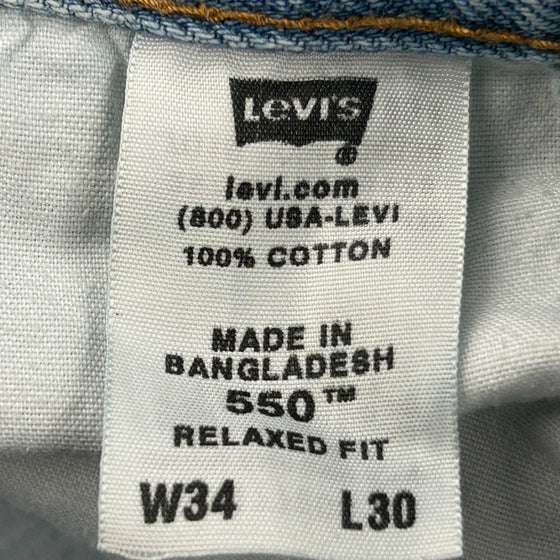 Levi's
®
levi.com
(800) USA-LEVI
100% COTTON
MADE IN
BANGLADESH
550™
RELAXED FIT
W34 L30